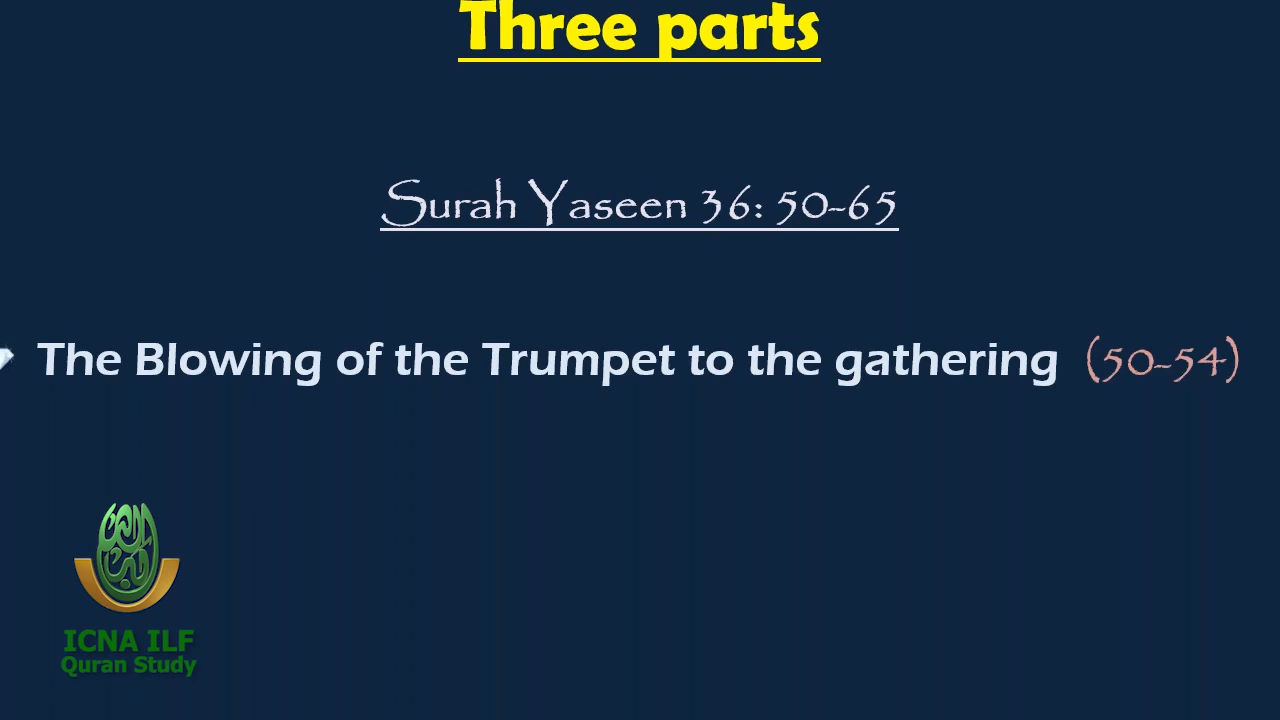 Three parts
Surah Yaseen 36: 50-65
The Blowing of the Trumpet to the gathering (50-54)
ICNA ILF
Quran Study